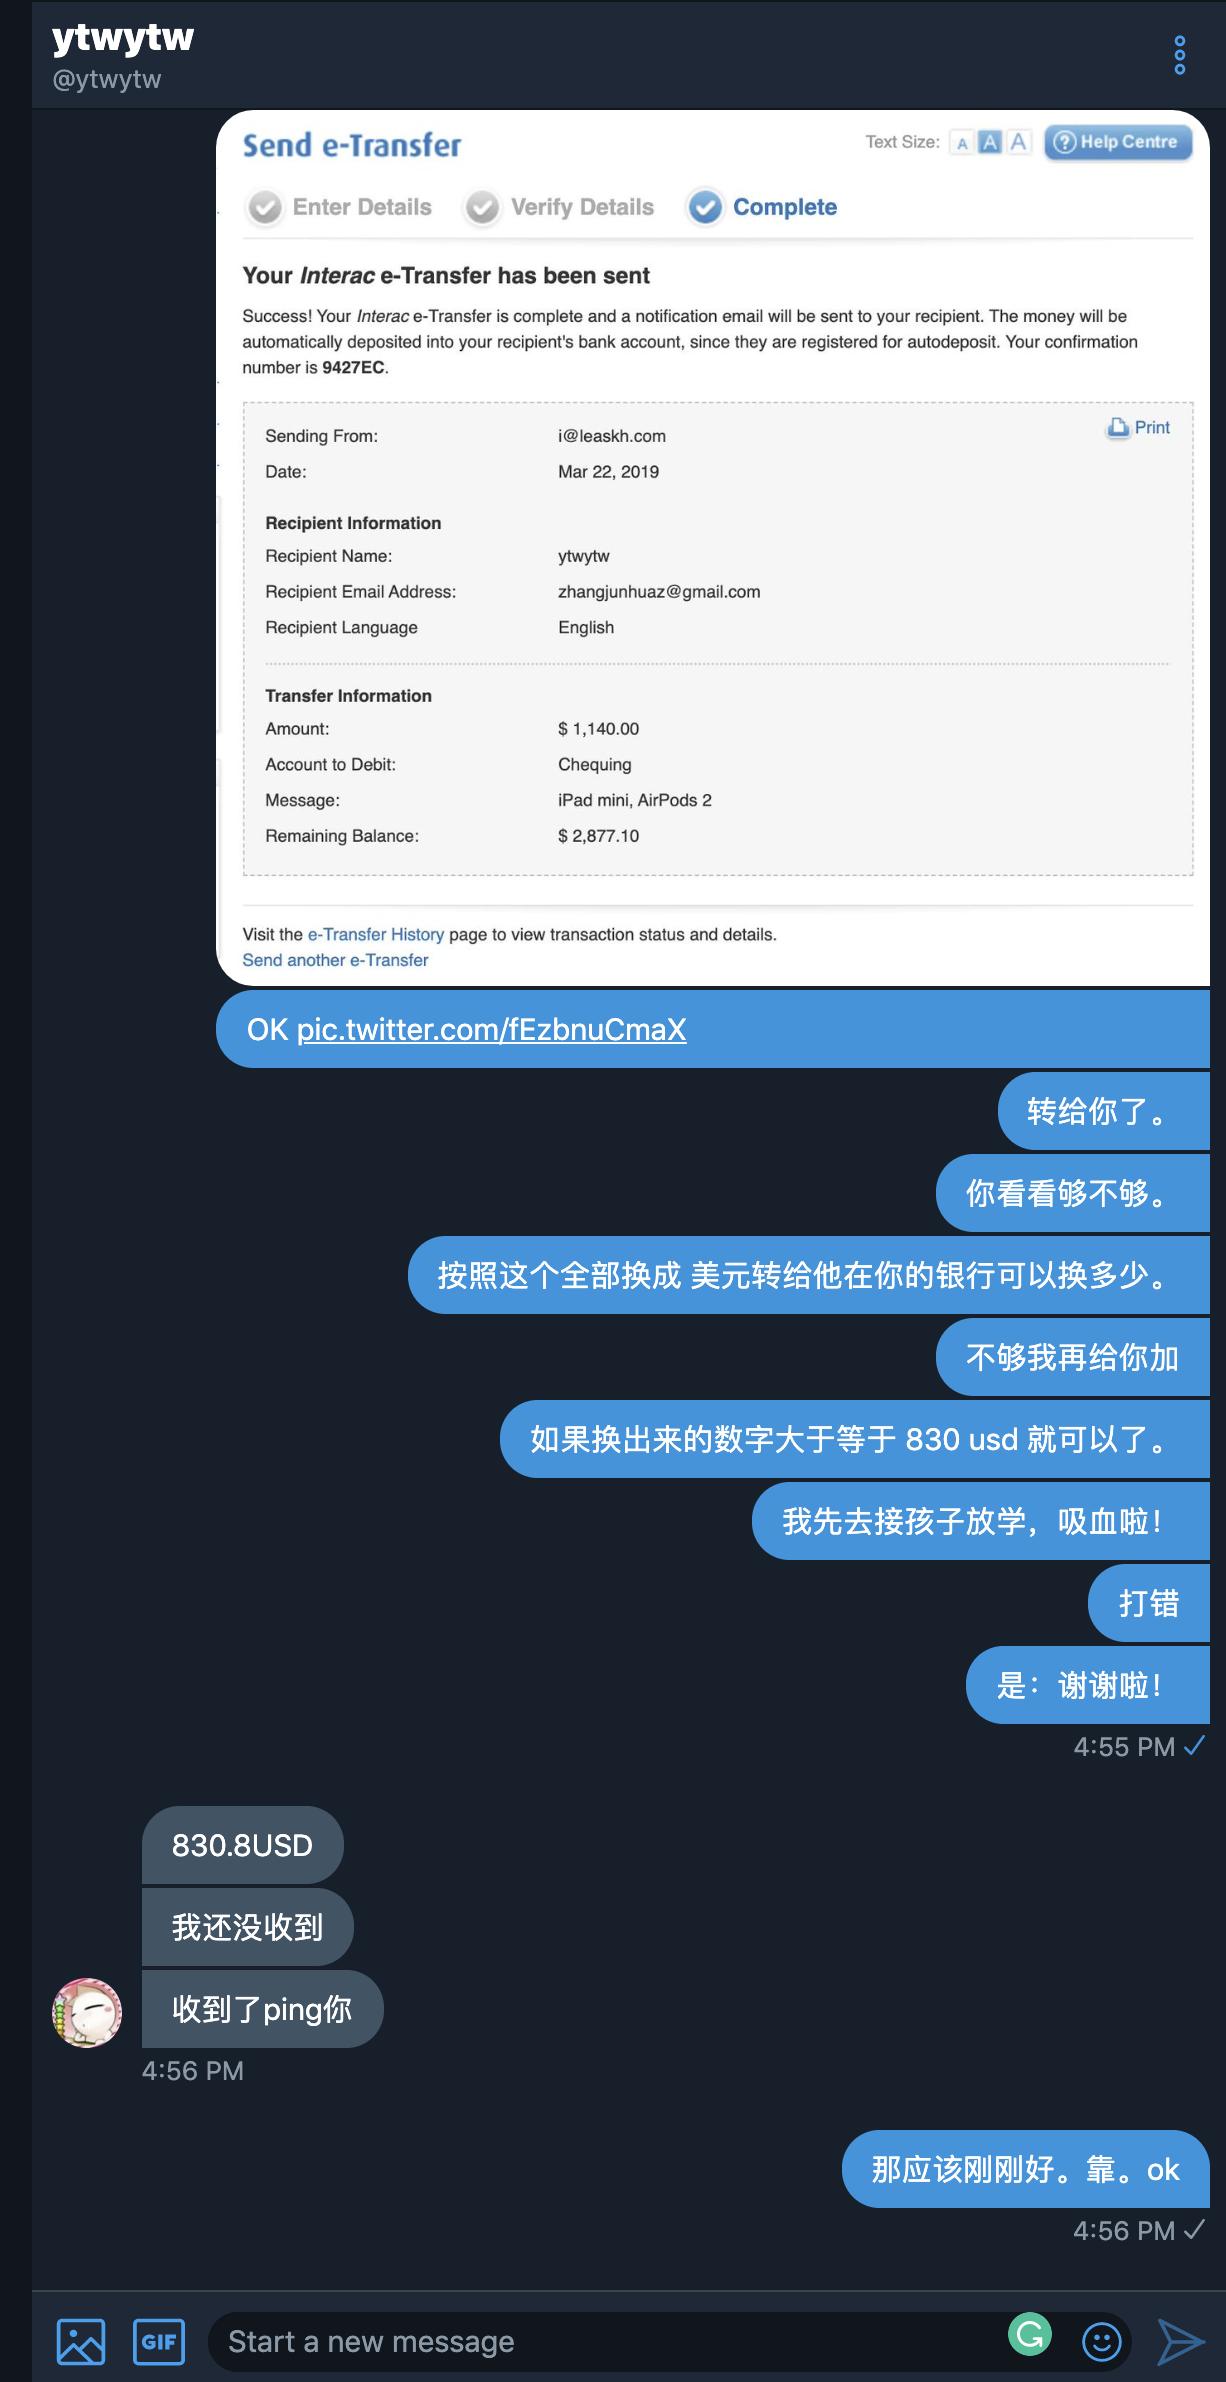 ytwytw
@ytwytw
Send e-Transfer
Text Size: A A A
Help Centre
Enter Details Verify Details Complete
Your Interac e-Transfer has been sent
Success! Your Interac e-Transfer is complete and a notification email will be sent to your recipient. The money will be
automatically deposited into your recipient's bank account, since they are registered for autodeposit. Your confirmation
number is 9427EC.
Print
Sending From: i@leaskh.com
Date: Mar 22, 2019
Recipient Information
Recipient Name: ytwytw
Recipient Email Address: zhangjunhuaz@gmail.com
Recipient Language English
Transfer Information
Amount: $ 1,140.00
Account to Debit: Chequing
Message: iPad mini, AirPods 2
Remaining Balance: $ 2,877.10
Visit the e-Transfer History page to view transaction status and details.
Send another e-Transfer
OK pic.twitter.com/fEzbnuCmaX
转给你了。
你看看够不够。
按照这个全部换成 美元转给他在你的银行可以换多少。
不够我再给你加
如果换出来的数字大于等于 830 usd 就可以了。
我先去接孩子放学，吸血啦！
打错
是：谢谢啦！
4:55 PM
830.8USD
我还没收到
收到了ping你
4:56 PM
那应该刚刚好。靠。ok
4:56 PM
GIF
Start a new message
G